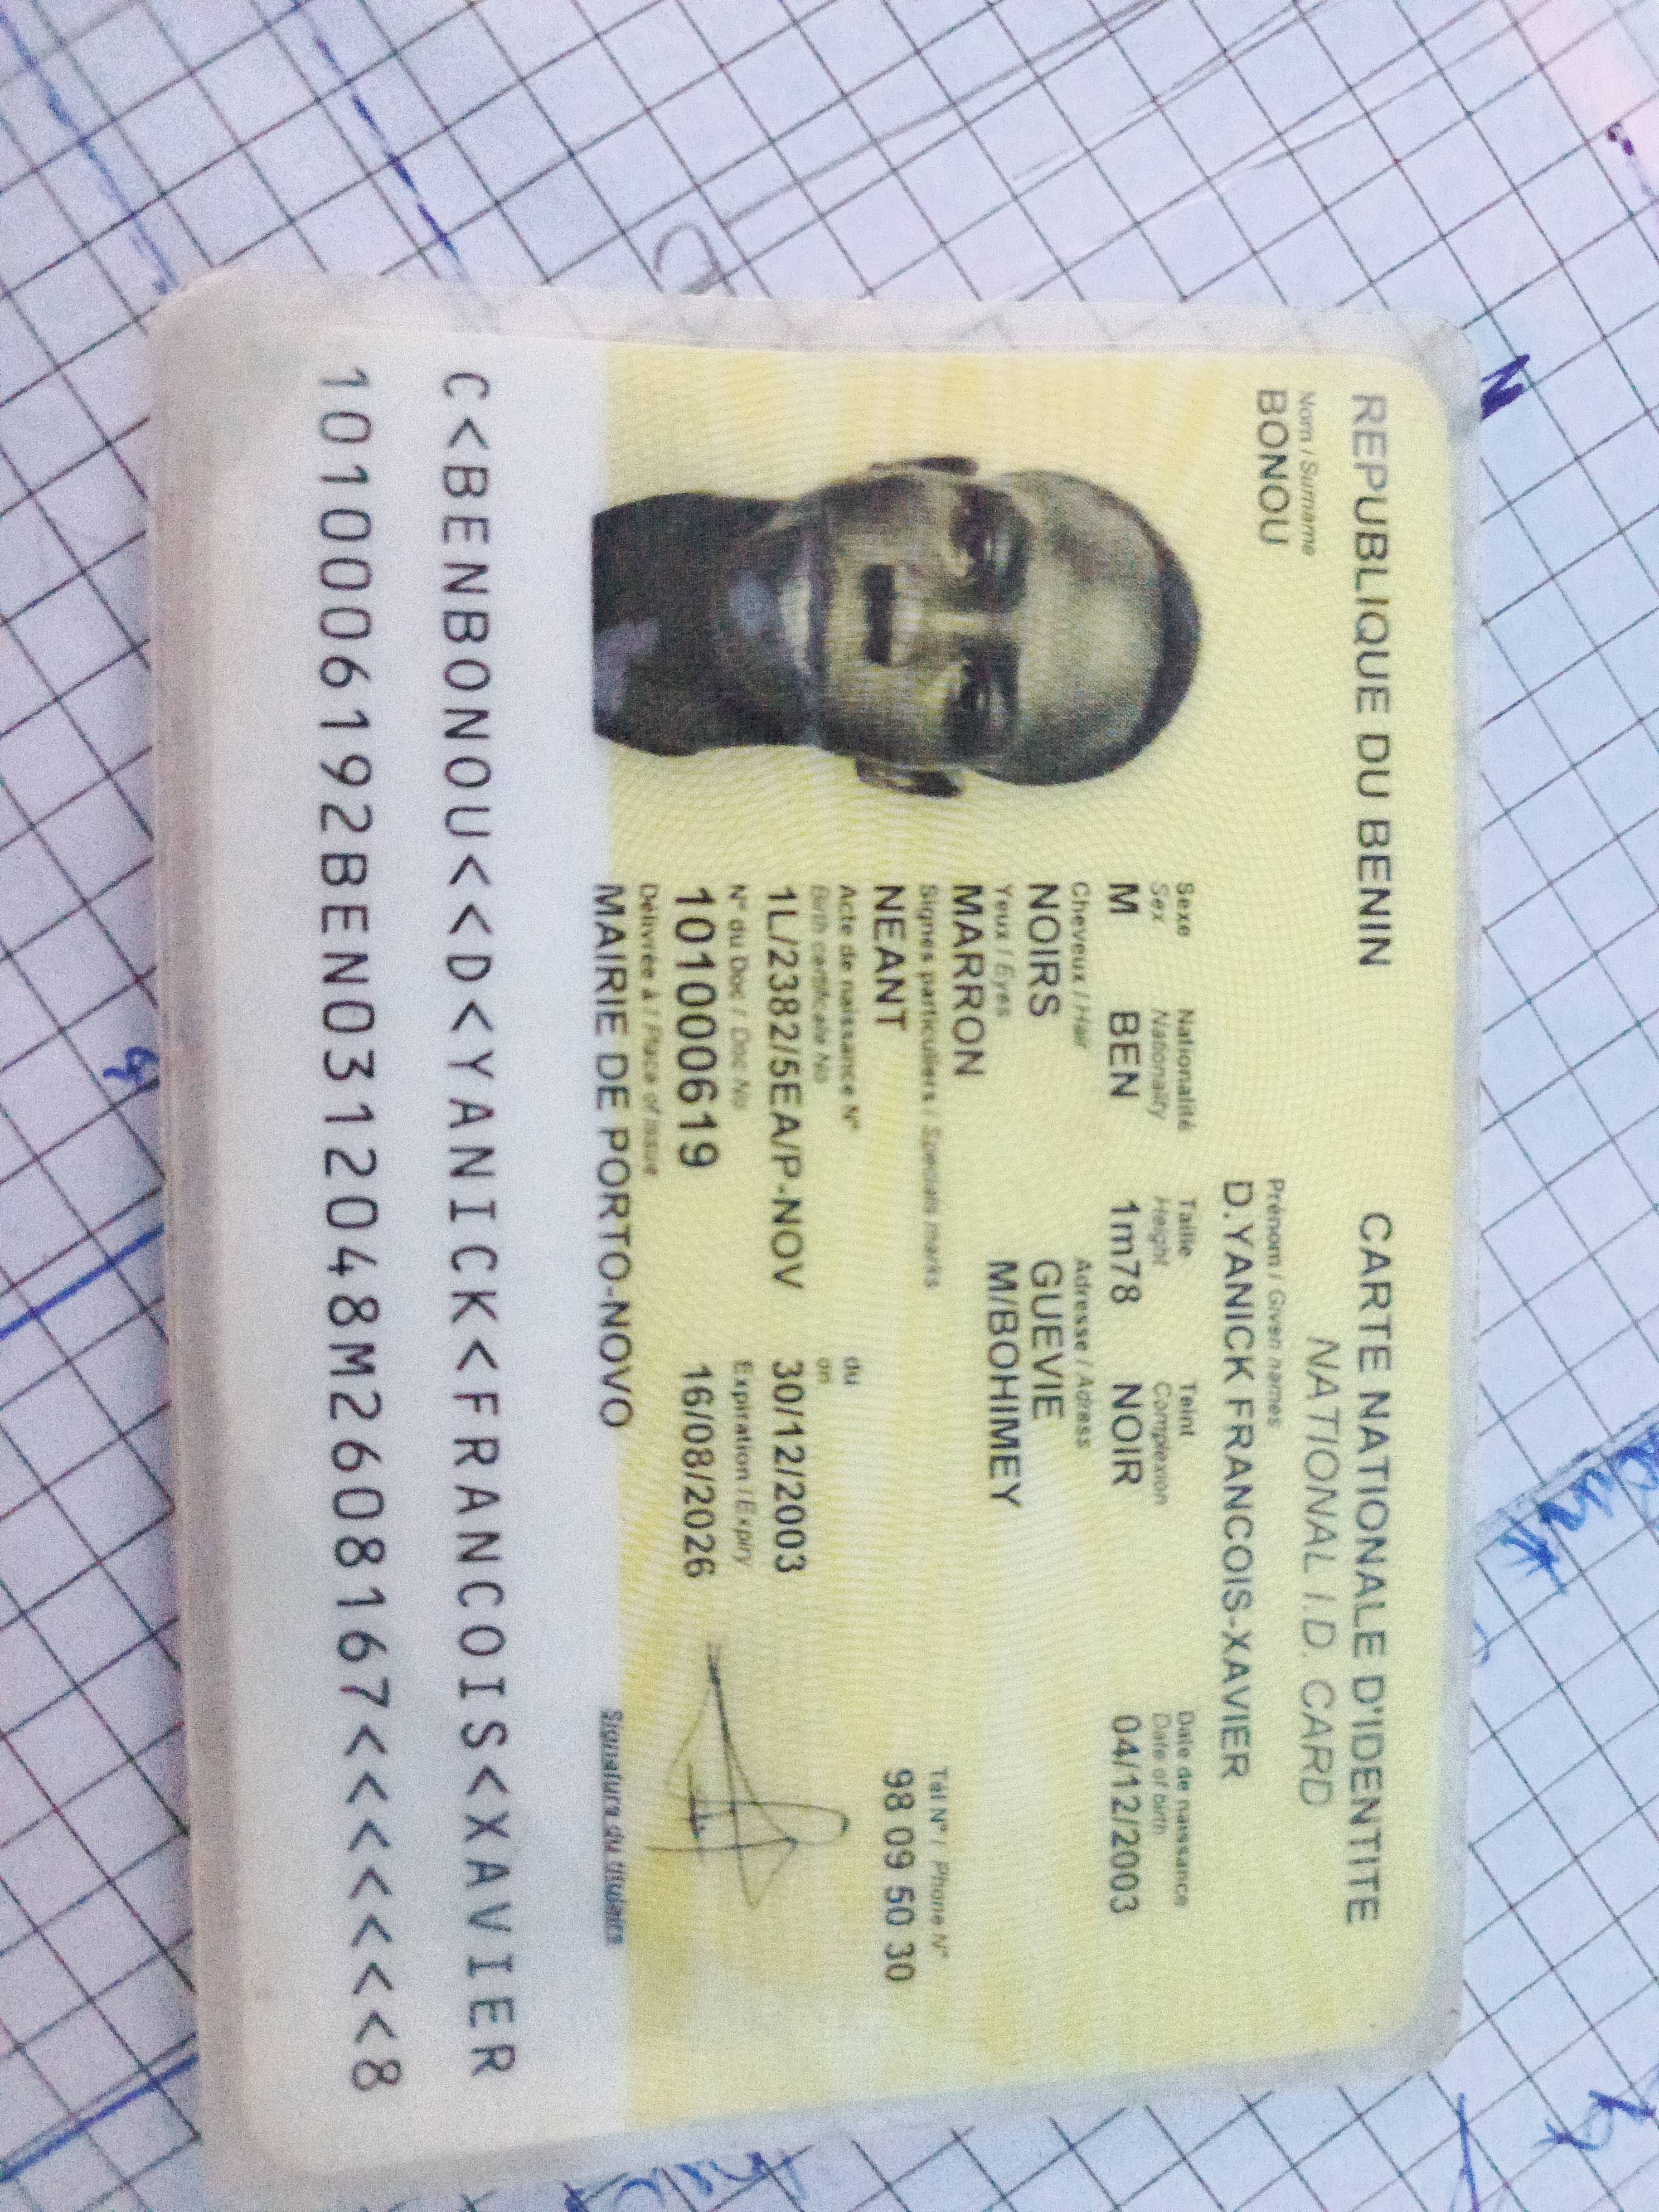 REPUBLIQUE DU BENIN
CARTE NATIONALE D'IDENTITE
NATIONAL I.D. CARD
Nom / Surname
BONOU
Prénom / Given names
D.YANICK FRANCOIS-XAVIER
Sexe Nationalité Taille Teint Date de naissance
Sex Nationality Height Complexion Date of birth
M BEN 1m78 NOIR 04/12/2003
Cheveux / Hair Adresse / Adress
NOIRS GUEVIE
Yeux / Eyes M/BOHIMEY
MARRON
Signes particuliers / Specials marks Tél N° / Phone N°
NEANT 98 09 50 30
Acte de naissance N° du
Birth certificate No on
1L/2382/5EA/P-NOV 30/12/2003
N° du Doc / Doc No Expiration / Expiry
101000619 16/08/2026
Délivrée à / Place of issue
MAIRIE DE PORTO-NOVO
Signature du titulaire
C<BENBONOU<<D<YANICK<FRANCOIS<XAVIER
1010006192BEN0312048M2608167<<<<<<<8